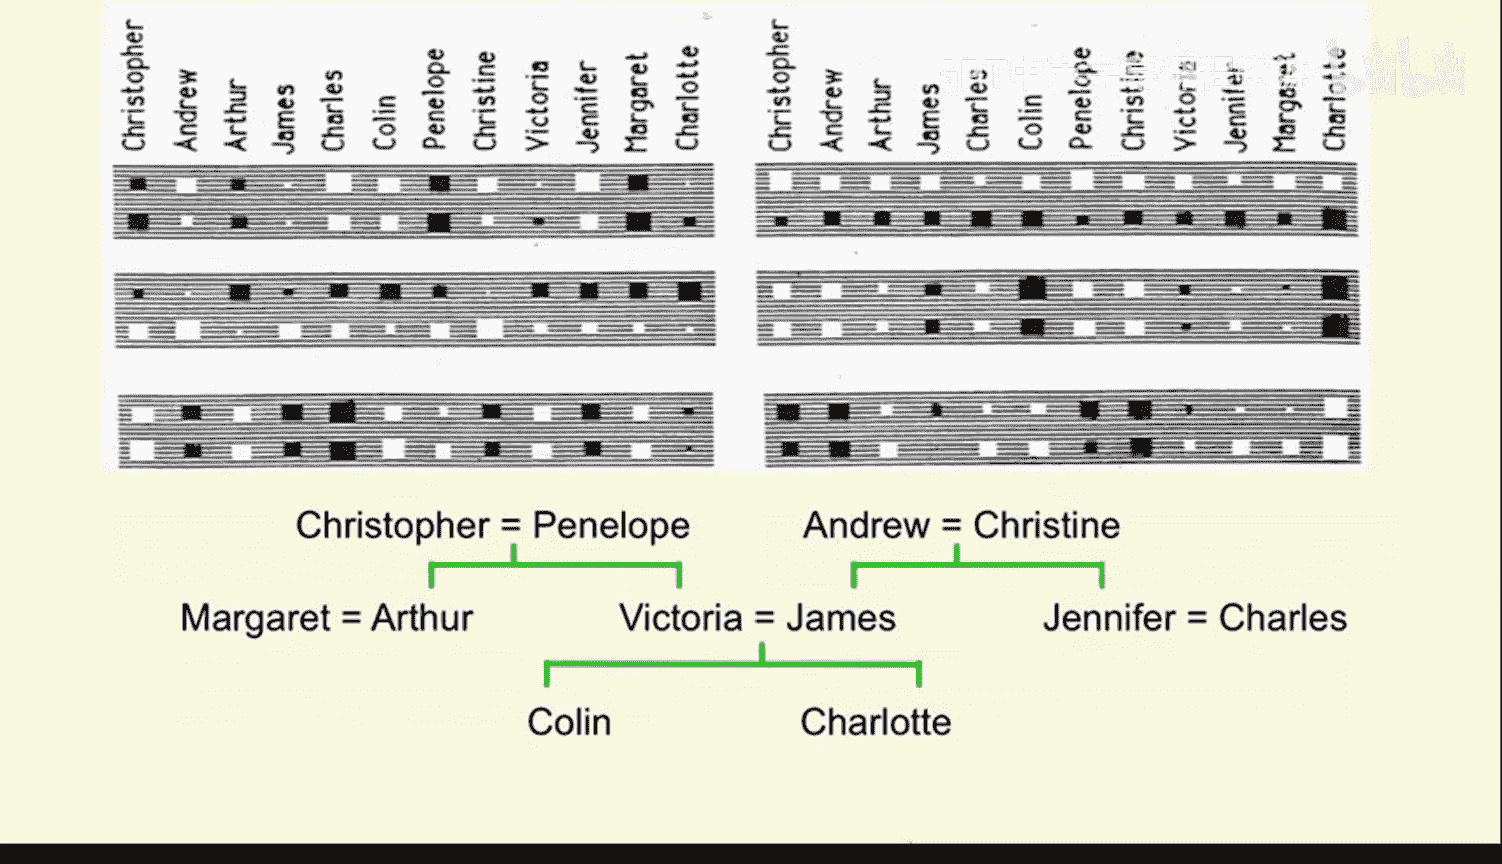 Christopher Andrew Arthur James Charles Colin Penelope Christine Victoria Jennifer Margaret Charlotte
Christopher Andrew Arthur James Charles Colin Penelope Christine Victoria Jennifer Margaret Charlotte
Christopher = Penelope
Andrew = Christine
Margaret = Arthur
Victoria = James
Jennifer = Charles
Colin
Charlotte